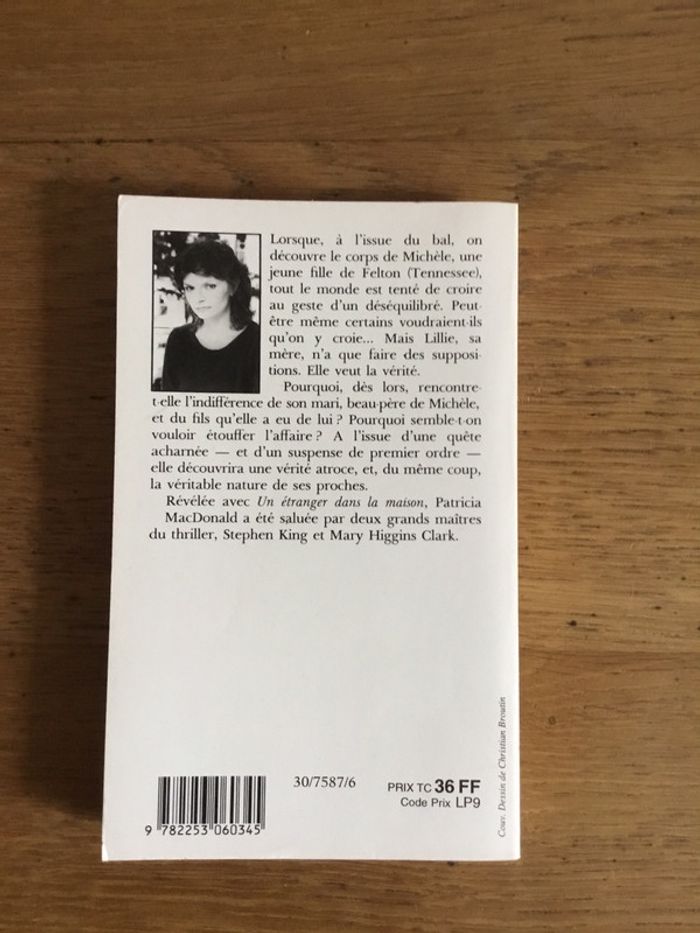 Lorsque, à l'issue du bal, on
découvre le corps de Michèle, une
jeune fille de Felton (Tennessee),
tout le monde est tenté de croire
au geste d'un déséquilibré. Peut-
être même certains voudraient-ils
qu'on y croie... Mais Lillie, sa
mère, n'a que faire des supposi-
tions. Elle veut la vérité.
Pourquoi, dès lors, rencontre-
t-elle l'indifférence de son mari, beau-père de Michèle,
et du fils qu'elle a eu de lui ? Pourquoi semble-t-on
vouloir étouffer l'affaire ? A l'issue d'une quête
acharnée — et d'un suspense de premier ordre —
elle découvrira une vérité atroce, et, du même coup,
la véritable nature de ses proches.
Révélée avec Un étranger dans la maison, Patricia
MacDonald a été saluée par deux grands maîtres
du thriller, Stephen King et Mary Higgins Clark.
Couv. Dessin de Christian Broutin
30/7587/6
PRIX TC 36 FF
Code Prix LP9
9 782253 060345